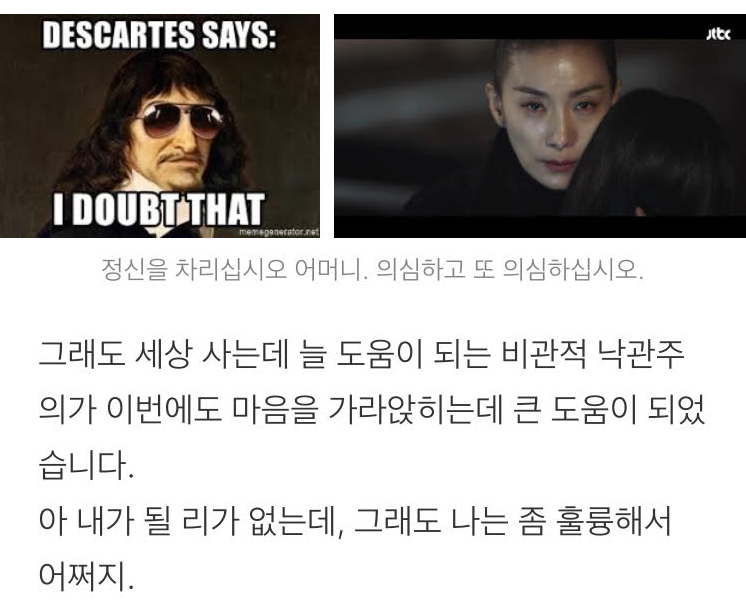 DESCARTES SAYS:
I DOUBT THAT
memegenerator.net
jtbc
정신을 차리십시오 어머니. 의심하고 또 의심하십시오.
그래도 세상 사는데 늘 도움이 되는 비관적 낙관주
의가 이번에도 마음을 가라앉히는데 큰 도움이 되었
습니다.
아 내가 될 리가 없는데, 그래도 나는 좀 훌륭해서
어쩌지.